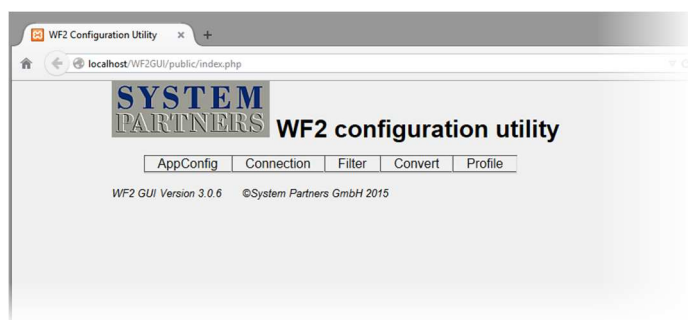 WF2 Configuration Utility × +
localhost/WF2GUI/public/index.php
SYSTEM
PARTNERS WF2 configuration utility
AppConfig Connection Filter Convert Profile
WF2 GUI Version 3.0.6 ©System Partners GmbH 2015